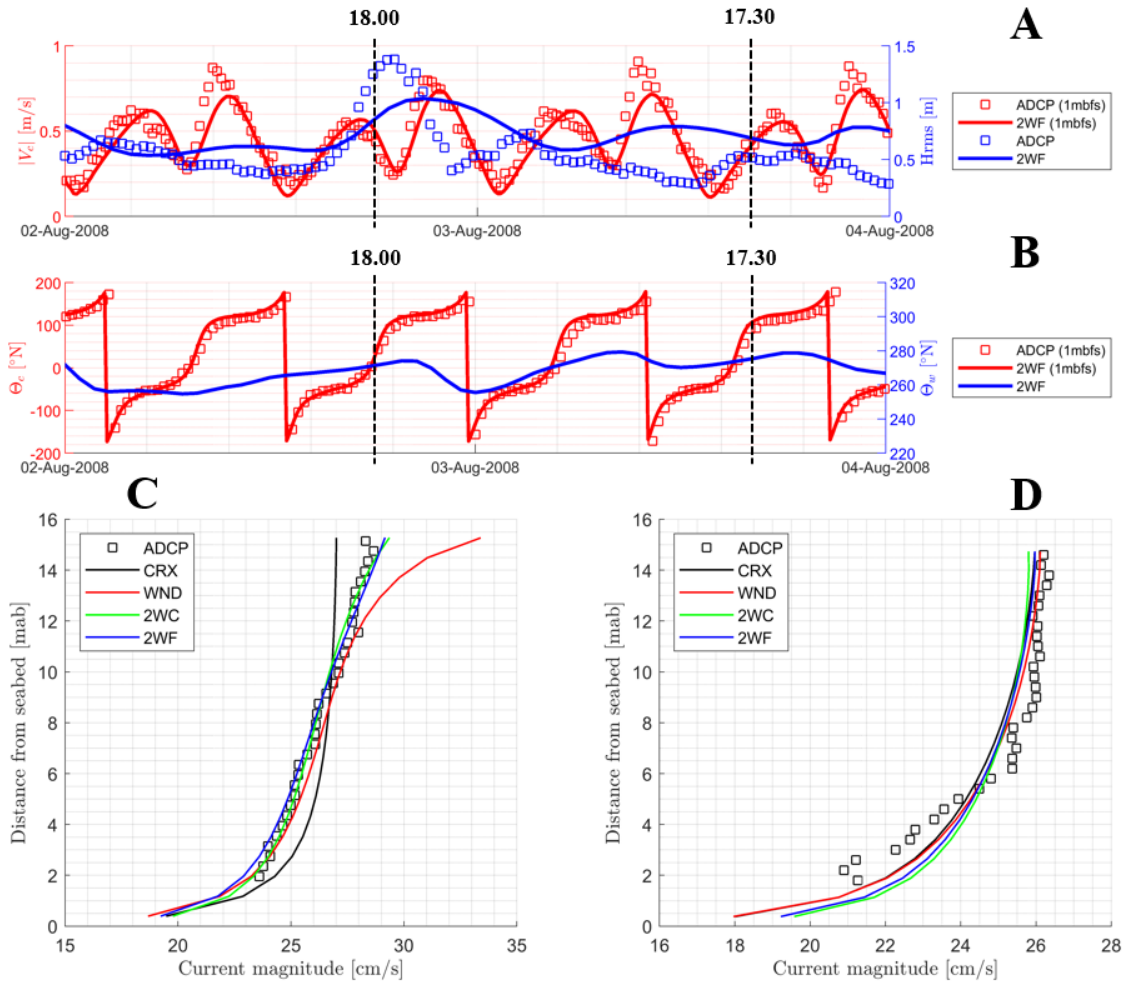 18.00
17.30
A
1
0.5
0
|V_c| [m/s]
1.5
1
0.5
0
Hrms [m]
02-Aug-2008
03-Aug-2008
04-Aug-2008
ADCP (1mbfs)
2WF (1mbfs)
ADCP
2WF
18.00
17.30
B
200
100
0
-100
-200
Θ_c [°N]
320
300
280
260
240
220
Θ_w [°N]
02-Aug-2008
03-Aug-2008
04-Aug-2008
ADCP (1mbfs)
2WF (1mbfs)
2WF
C
16
14
12
10
8
6
4
2
0
Distance from seabed [mab]
ADCP
CRX
WND
2WC
2WF
15
20
25
30
35
Current magnitude [cm/s]
D
16
14
12
10
8
6
4
2
0
Distance from seabed [mab]
ADCP
CRX
WND
2WC
2WF
16
18
20
22
24
26
28
Current magnitude [cm/s]